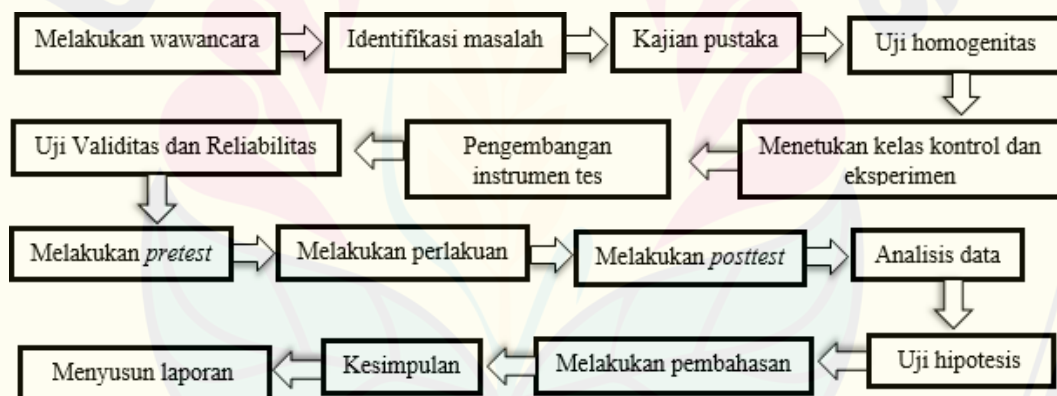 Melakukan wawancara
Identifikasi masalah
Kajian pustaka
Uji homogenitas
Menetukan kelas kontrol dan
eksperimen
Pengembangan
instrumen tes
Uji Validitas dan Reliabilitas
Melakukan pretest
Melakukan perlakuan
Melakukan posttest
Analisis data
Uji hipotesis
Melakukan pembahasan
Kesimpulan
Menyusun laporan